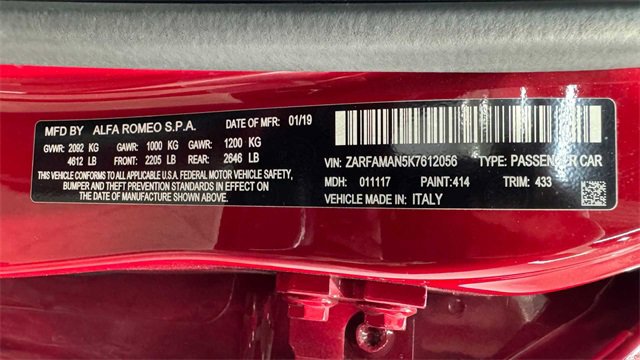 MFD BY ALFA ROMEO S.P.A. DATE OF MFR: 01/19
GVWR: 2092 KG GAWR: 1000 KG GAWR: 1200 KG
4612 LB FRONT: 2205 LB REAR: 2646 LB
THIS VEHICLE CONFORMS TO ALL APPLICABLE U.S.A. FEDERAL MOTOR VEHICLE SAFETY,
BUMPER AND THEFT PREVENTION STANDARDS IN EFFECT ON
THE DATE OF MANUFACTURE SHOWN ABOVE.
VIN: ZARFAMAN5K7612056 TYPE: PASSENGER CAR
MDH: 011117 PAINT: 414 TRIM: 433
VEHICLE MADE IN: ITALY